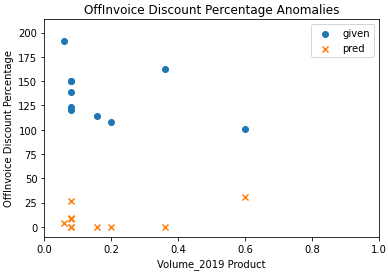 OffInvoice Discount Percentage Anomalies
given
pred
OffInvoice Discount Percentage
200
175
150
125
100
75
50
25
0
0.0 0.2 0.4 0.6 0.8 1.0
Volume_2019 Product